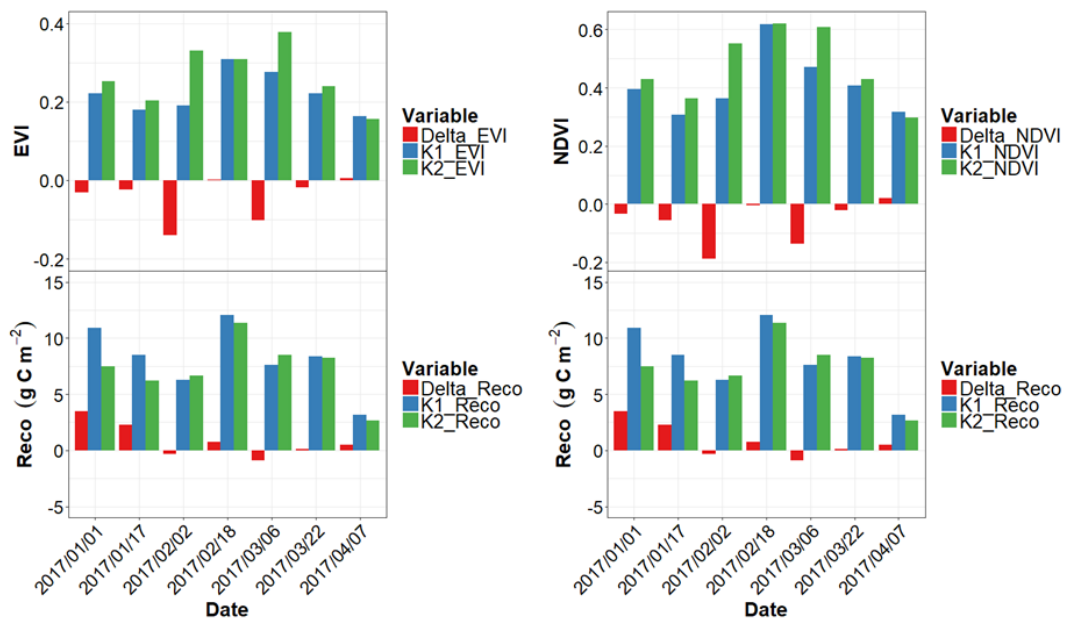 EVI
0.4
0.2
0.0
-0.2
Variable
Delta_EVI
K1_EVI
K2_EVI
Reco (g C m⁻²)
15
10
5
0
-5
Variable
Delta_Reco
K1_Reco
K2_Reco
2017/01/01
2017/01/17
2017/02/02
2017/02/18
2017/03/06
2017/03/22
2017/04/07
Date
NDVI
0.6
0.4
0.2
0.0
-0.2
Variable
Delta_NDVI
K1_NDVI
K2_NDVI
Reco (g C m⁻²)
15
10
5
0
-5
Variable
Delta_Reco
K1_Reco
K2_Reco
2017/01/01
2017/01/17
2017/02/02
2017/02/18
2017/03/06
2017/03/22
2017/04/07
Date